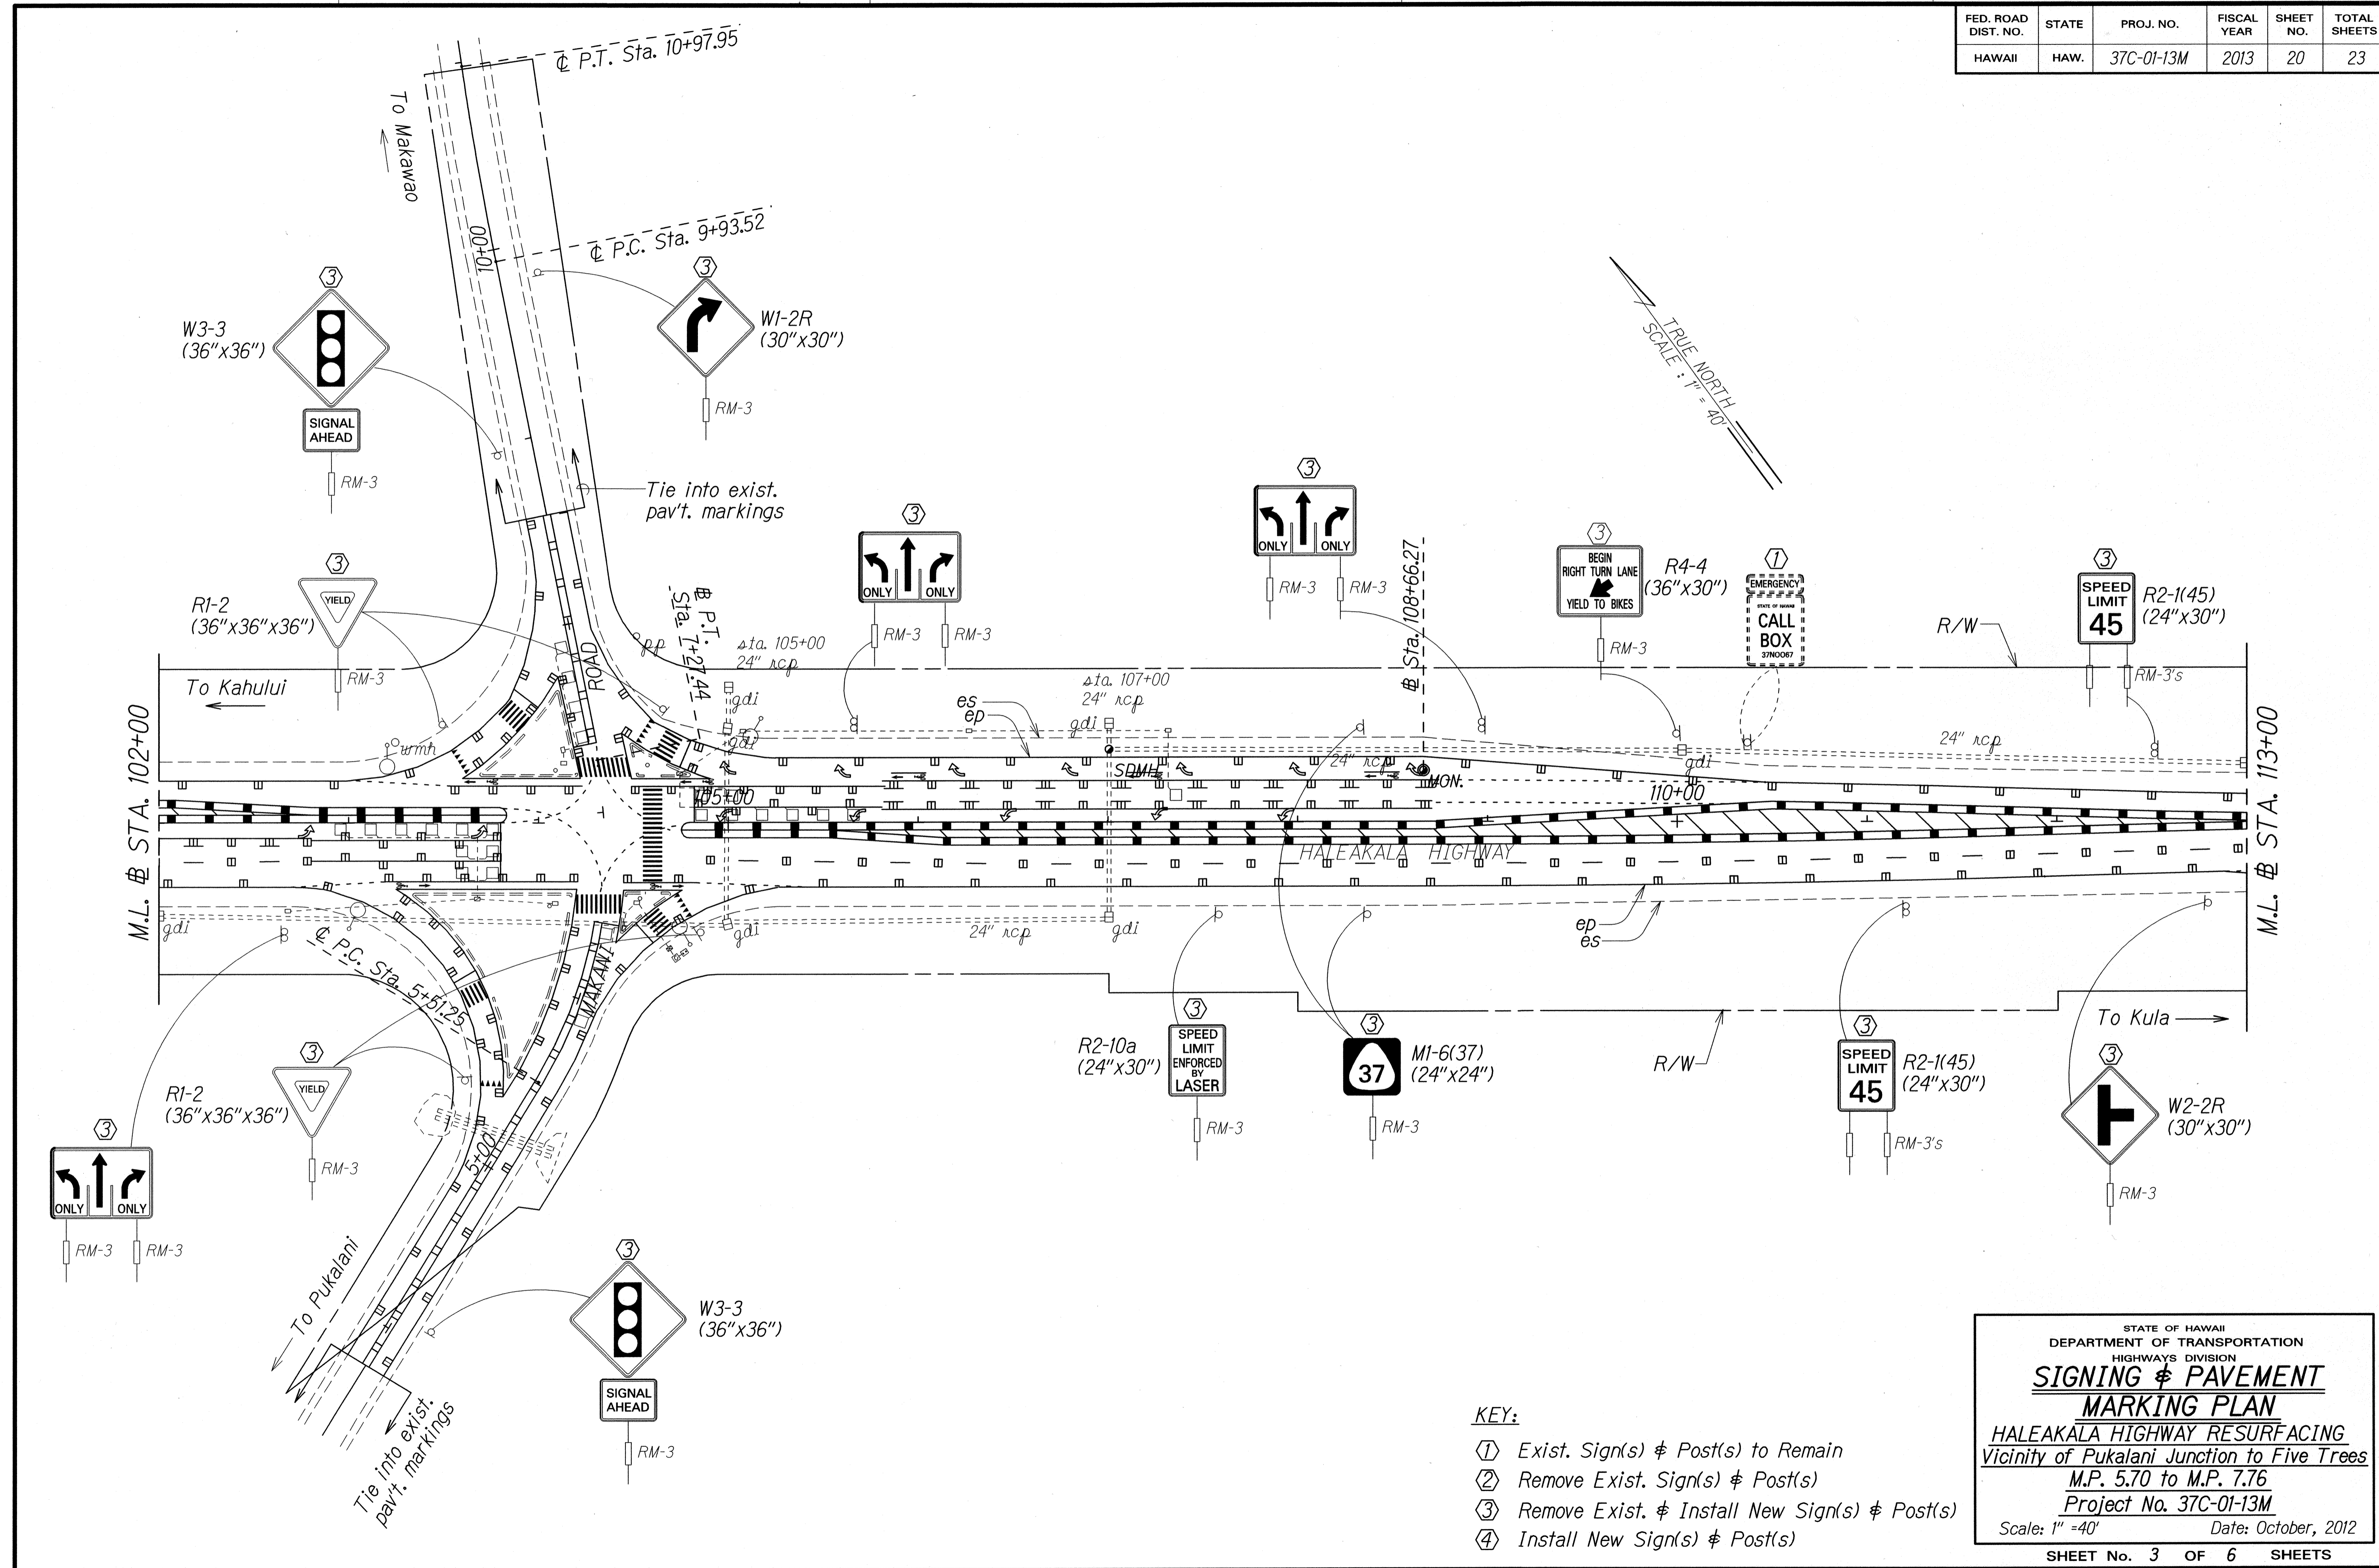 FED. ROAD DIST. NO. STATE PROJ. NO. FISCAL YEAR SHEET NO. TOTAL SHEETS
HAWAII HAW. 37C-01-13M 2013 20 23
℄ P.T. Sta. 10+97.95
To Makawao
10+00
℄ P.C. Sta. 9+93.52
3
W3-3
(36"x36")
SIGNAL
AHEAD
RM-3
3
W1-2R
(30"x30")
RM-3
TRUE NORTH
SCALE : 1" = 40'
Tie into exist.
pav't. markings
3
R1-2
(36"x36"x36")
YIELD
RM-3
3
ONLY ONLY
RM-3 RM-3
3
ONLY ONLY
RM-3 RM-3
3
BEGIN
RIGHT TURN LANE
YIELD TO BIKES
R4-4
(36"x30")
RM-3
1
EMERGENCY
STATE OF HAWAII
CALL
BOX
37N0067
3
SPEED
LIMIT
45
R2-1(45)
(24"x30")
RM-3's
R/W
To Kahului
ROAD
pp
B P.T.
Sta. 7+27.44
sta. 105+00
24" rcp
gdi
gdi
gdi
es
ep
sta. 107+00
24" rcp
gdi
B Sta. 108+66.27
24" rcp
24" rcp
gdi
wmh
SDMH
MON.
105+00
110+00
M.L. B STA. 102+00
M.L. B STA. 113+00
HALEAKALA HIGHWAY
gdi
24" rcp
gdi
gdi
ep
es
℄ P.C. Sta. 5+51.25
MAKANI
5+00
3
R1-2
(36"x36"x36")
YIELD
RM-3
3
ONLY ONLY
RM-3 RM-3
3
R2-10a
(24"x30")
SPEED
LIMIT
ENFORCED
BY
LASER
RM-3
3
37
M1-6(37)
(24"x24")
RM-3
R/W
3
SPEED
LIMIT
45
R2-1(45)
(24"x30")
RM-3's
To Kula
3
W2-2R
(30"x30")
RM-3
To Pukalani
Tie into exist.
pav't. markings
3
W3-3
(36"x36")
SIGNAL
AHEAD
RM-3
KEY:
1 Exist. Sign(s) & Post(s) to Remain
2 Remove Exist. Sign(s) & Post(s)
3 Remove Exist. & Install New Sign(s) & Post(s)
4 Install New Sign(s) & Post(s)
STATE OF HAWAII
DEPARTMENT OF TRANSPORTATION
HIGHWAYS DIVISION
SIGNING & PAVEMENT
MARKING PLAN
HALEAKALA HIGHWAY RESURFACING
Vicinity of Pukalani Junction to Five Trees
M.P. 5.70 to M.P. 7.76
Project No. 37C-01-13M
Scale: 1" =40' Date: October, 2012
SHEET No. 3 OF 6 SHEETS